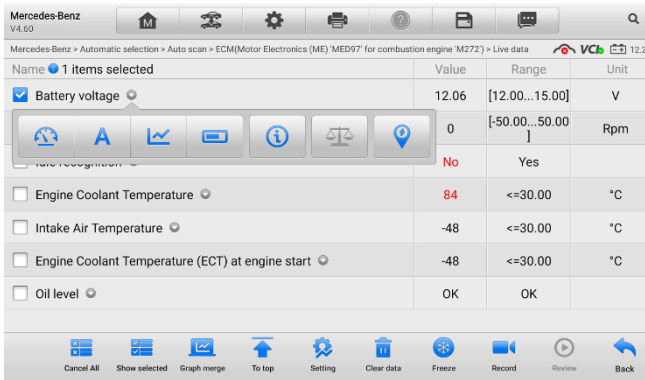 Mercedes-Benz
V4.60
M
?
Mercedes-Benz > Automatic selection > Auto scan > ECM(Motor Electronics (ME) 'MED97' for combustion engine 'M272') > Live data VCI 12.2
Name 1 items selected Value Range Unit
Battery voltage 12.06 [12.00...15.00] V
A i
0 [-50.00...50.00
] Rpm
Idle recognition No Yes
Engine Coolant Temperature 84 <=30.00 °C
Intake Air Temperature -48 <=30.00 °C
Engine Coolant Temperature (ECT) at engine start -48 <=30.00 °C
Oil level OK OK
Cancel All Show selected Graph merge To top Setting Clear data Freeze Record Review Back